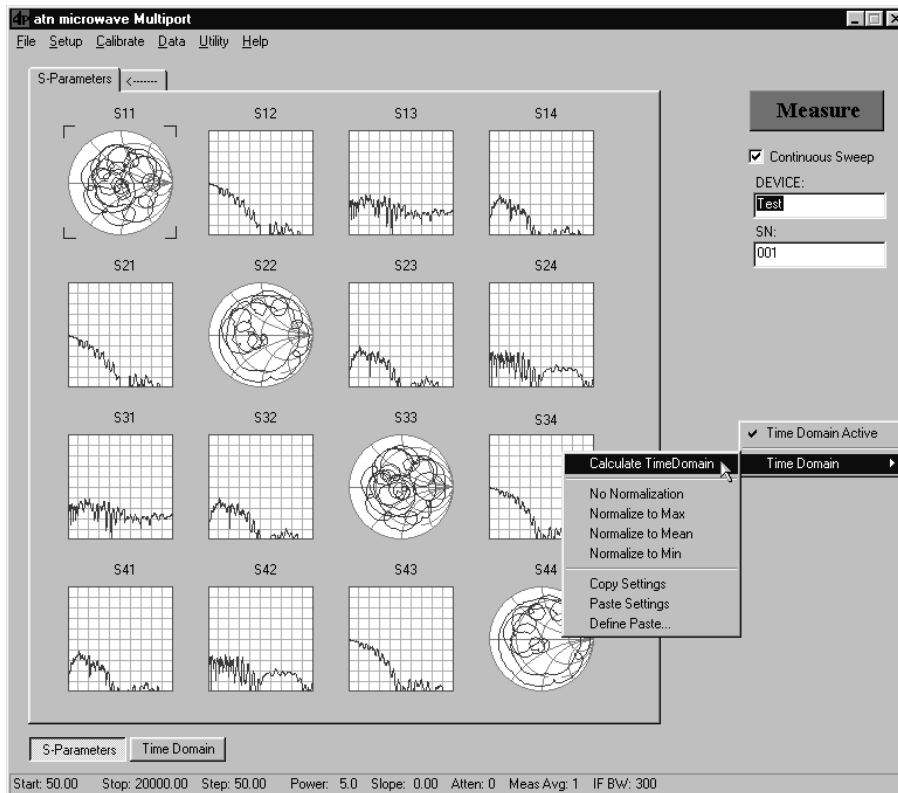 4P atn microwave Multiport
File Setup Calibrate Data Utility Help
S-Parameters <-------
S11 S12 S13 S14
S21 S22 S23 S24
S31 S32 S33 S34
S41 S42 S43 S44
Measure
Continuous Sweep
DEVICE:
Test
SN:
001
Time Domain Active
Time Domain
Calculate TimeDomain
No Normalization
Normalize to Max
Normalize to Mean
Normalize to Min
Copy Settings
Paste Settings
Define Paste...
S-Parameters Time Domain
Start: 50.00 Stop: 20000.00 Step: 50.00 Power: 5.0 Slope: 0.00 Atten: 0 Meas Avg: 1 IF BW: 300